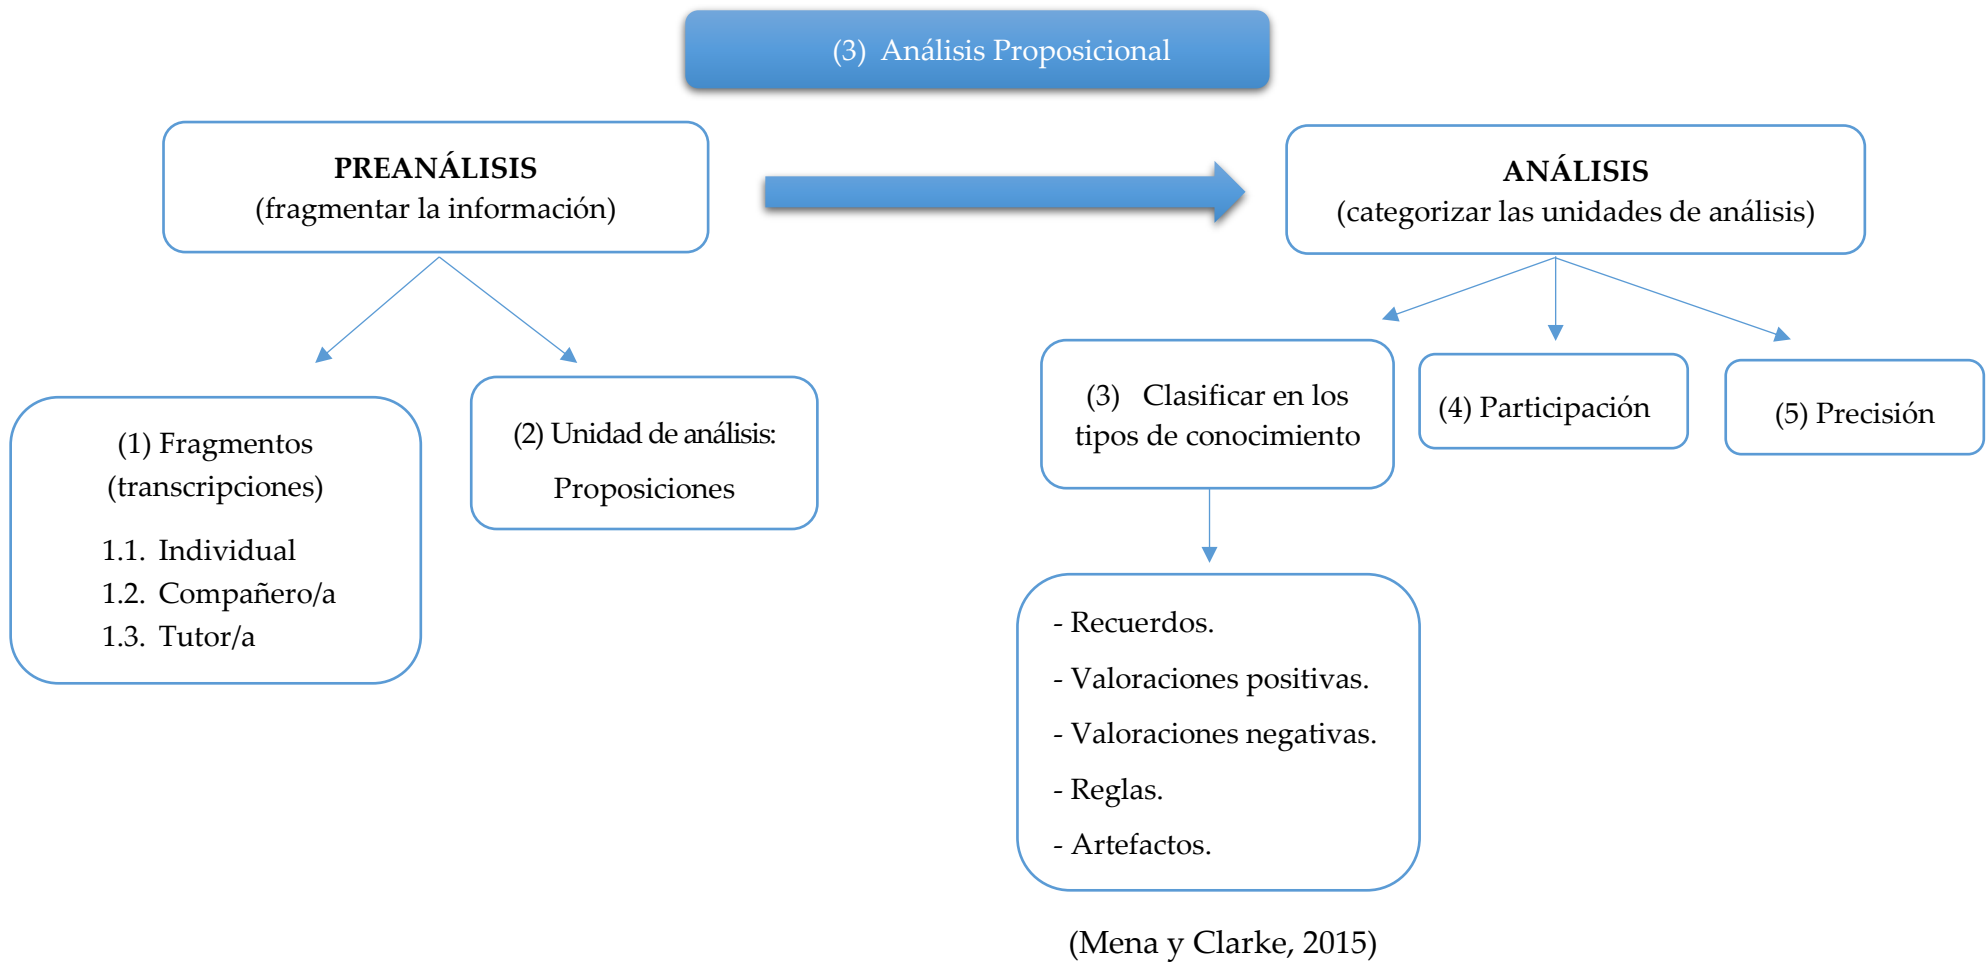 (3) Análisis Proposicional
PREANÁLISIS
(fragmentar la información)
ANÁLISIS
(categorizar las unidades de análisis)
(1) Fragmentos
(transcripciones)
1.1. Individual
1.2. Compañero/a
1.3. Tutor/a
(2) Unidad de análisis:
Proposiciones
(3) Clasificar en los
tipos de conocimiento
(4) Participación
(5) Precisión
- Recuerdos.
- Valoraciones positivas.
- Valoraciones negativas.
- Reglas.
- Artefactos.
(Mena y Clarke, 2015)